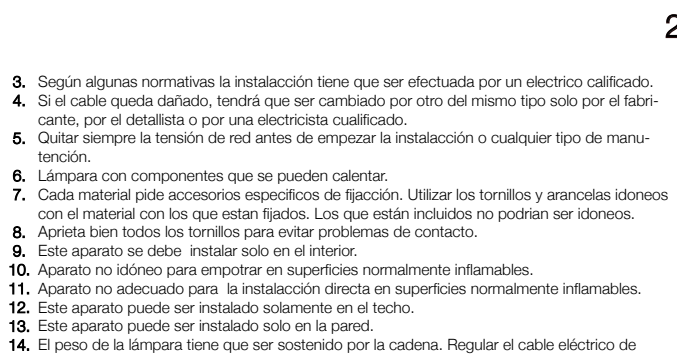 2
3. Según algunas normativas la instalacción tiene que ser efectuada por un electrico calificado.
4. Si el cable queda dañado, tendrá que ser cambiado por otro del mismo tipo solo por el fabri-
cante, por el detallista o por una electricista cualificado.
5. Quitar siempre la tensión de red antes de empezar la instalacción o cualquier tipo de manu-
tención.
6. Lámpara con componentes que se pueden calentar.
7. Cada material pide accesorios especificos de fijacción. Utilizar los tornillos y arancelas idoneos
con el material con los que estan fijados. Los que están incluidos no podrian ser idoneos.
8. Aprieta bien todos los tornillos para evitar problemas de contacto.
9. Este aparato se debe  instalar solo en el interior.
10. Aparato no idóneo para empotrar en superficies normalmente inflamables.
11. Aparato no adecuado para  la instalacción directa en superficies normalmente inflamables.
12. Este aparato puede ser instalado solamente en el techo.
13. Este aparato puede ser instalado solo en la pared.
14. El peso de la lámpara tiene que ser sostenido por la cadena. Regular el cable eléctrico de